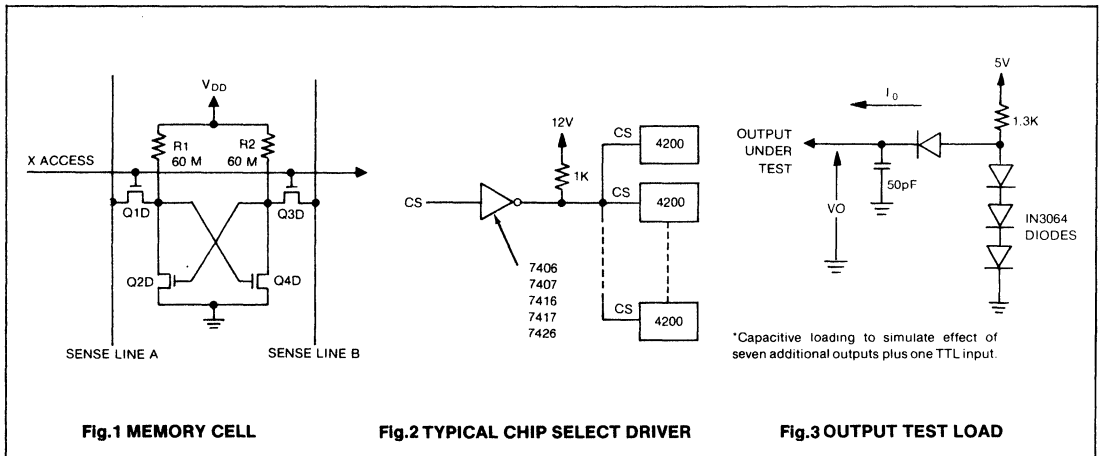 VDD
R1
60 M
R2
60 M
X ACCESS
Q1D
Q3D
Q2D
Q4D
SENSE LINE A
SENSE LINE B
Fig.1 MEMORY CELL
12V
1K
CS
CS
4200
CS
4200
CS
4200
7406
7407
7416
7417
7426
Fig.2 TYPICAL CHIP SELECT DRIVER
5V
I0
1.3K
OUTPUT
UNDER
TEST
50pF
VO
IN3064
DIODES
*Capacitive loading to simulate effect of
seven additional outputs plus one TTL input.
Fig.3 OUTPUT TEST LOAD